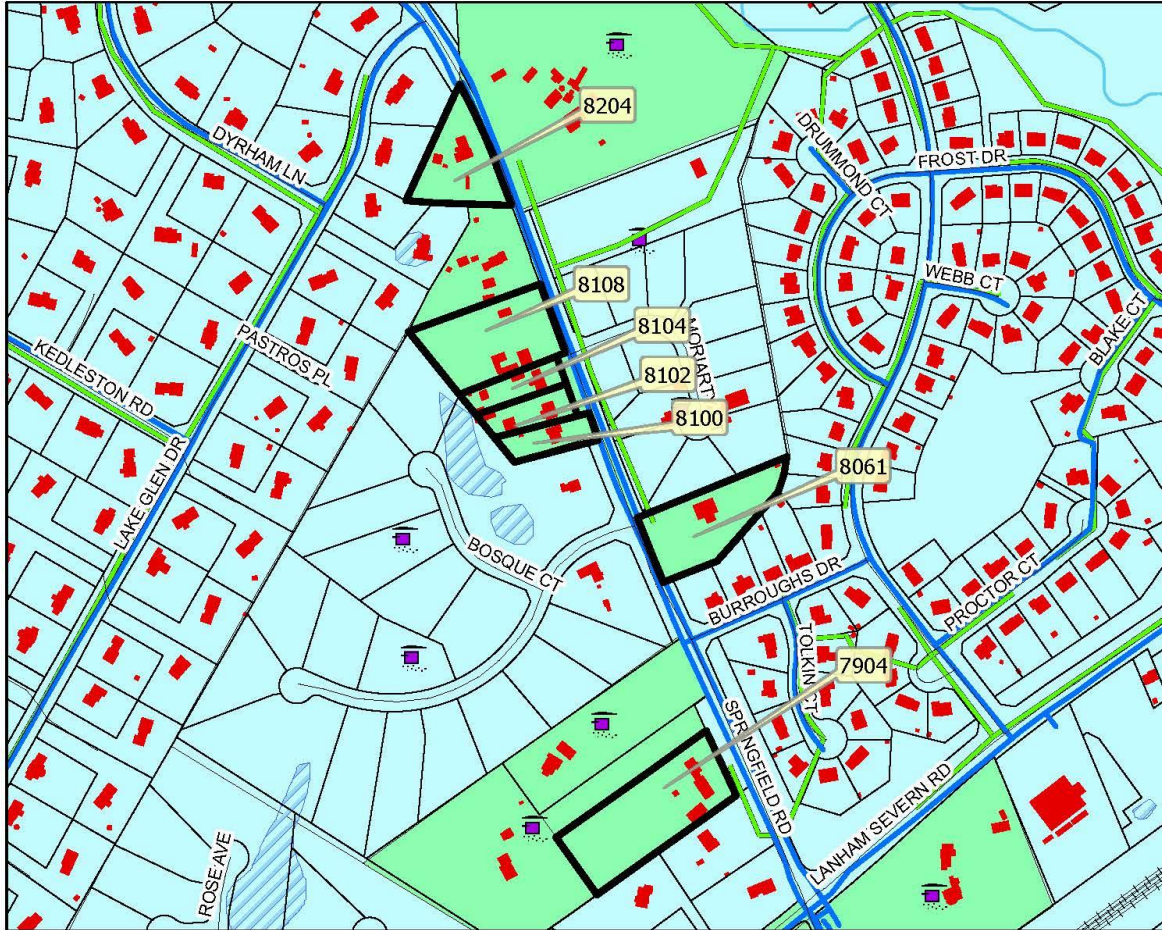 8204
DRUMMOND CT
FROST DR
DYRHAM LN
WEBB CT
8108
8104
MORIART
BLAKE CT
KEDLESTON RD
PASTROS PL
8102
8100
8061
LAKE GLEN DR
BOSQUE CT
BURROUGHS DR
PROCTOR CT
TOLKIN CT
7904
SPRINGFIELD RD
LANHAM SEVERN RD
ROSE AVE